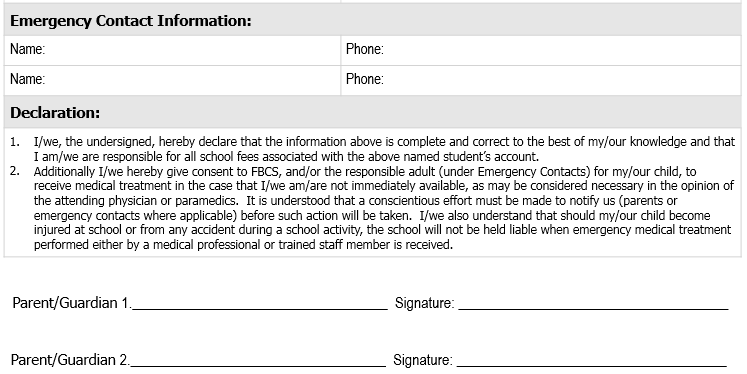 Emergency Contact Information:
Name: Phone:
Name: Phone:
Declaration:
1. I/we, the undersigned, hereby declare that the information above is complete and correct to the best of my/our knowledge and that
I am/we are responsible for all school fees associated with the above named student's account.
2. Additionally I/we hereby give consent to FBCS, and/or the responsible adult (under Emergency Contacts) for my/our child, to
receive medical treatment in the case that I/we am/are not immediately available, as may be considered necessary in the opinion of
the attending physician or paramedics. It is understood that a conscientious effort must be made to notify us (parents or
emergency contacts where applicable) before such action will be taken. I/we also understand that should my/our child become
injured at school or from any accident during a school activity, the school will not be held liable when emergency medical treatment
performed either by a medical professional or trained staff member is received.
Parent/Guardian 1. Signature:
Parent/Guardian 2. Signature: